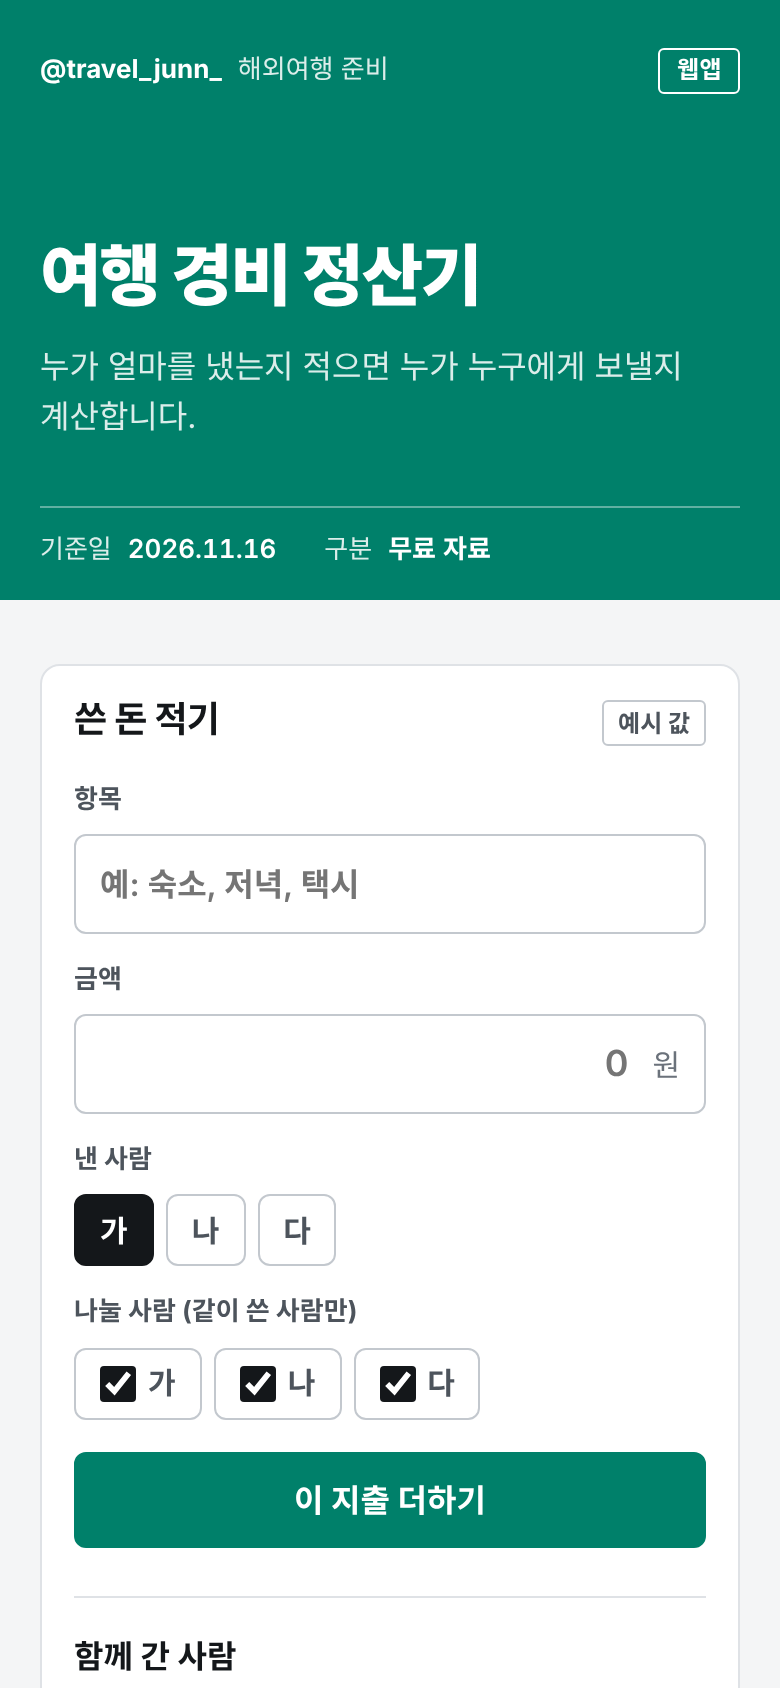 @travel_junn_ 해외여행 준비
웹앱
여행 경비 정산기
누가 얼마를 냈는지 적으면 누가 누구에게 보낼지
계산합니다.
기준일 2026.11.16 구분 무료 자료
쓴 돈 적기
예시 값
항목
예: 숙소, 저녁, 택시
금액
0 원
낸 사람
가 나 다
나눌 사람 (같이 쓴 사람만)
가 나 다
이 지출 더하기
함께 간 사람